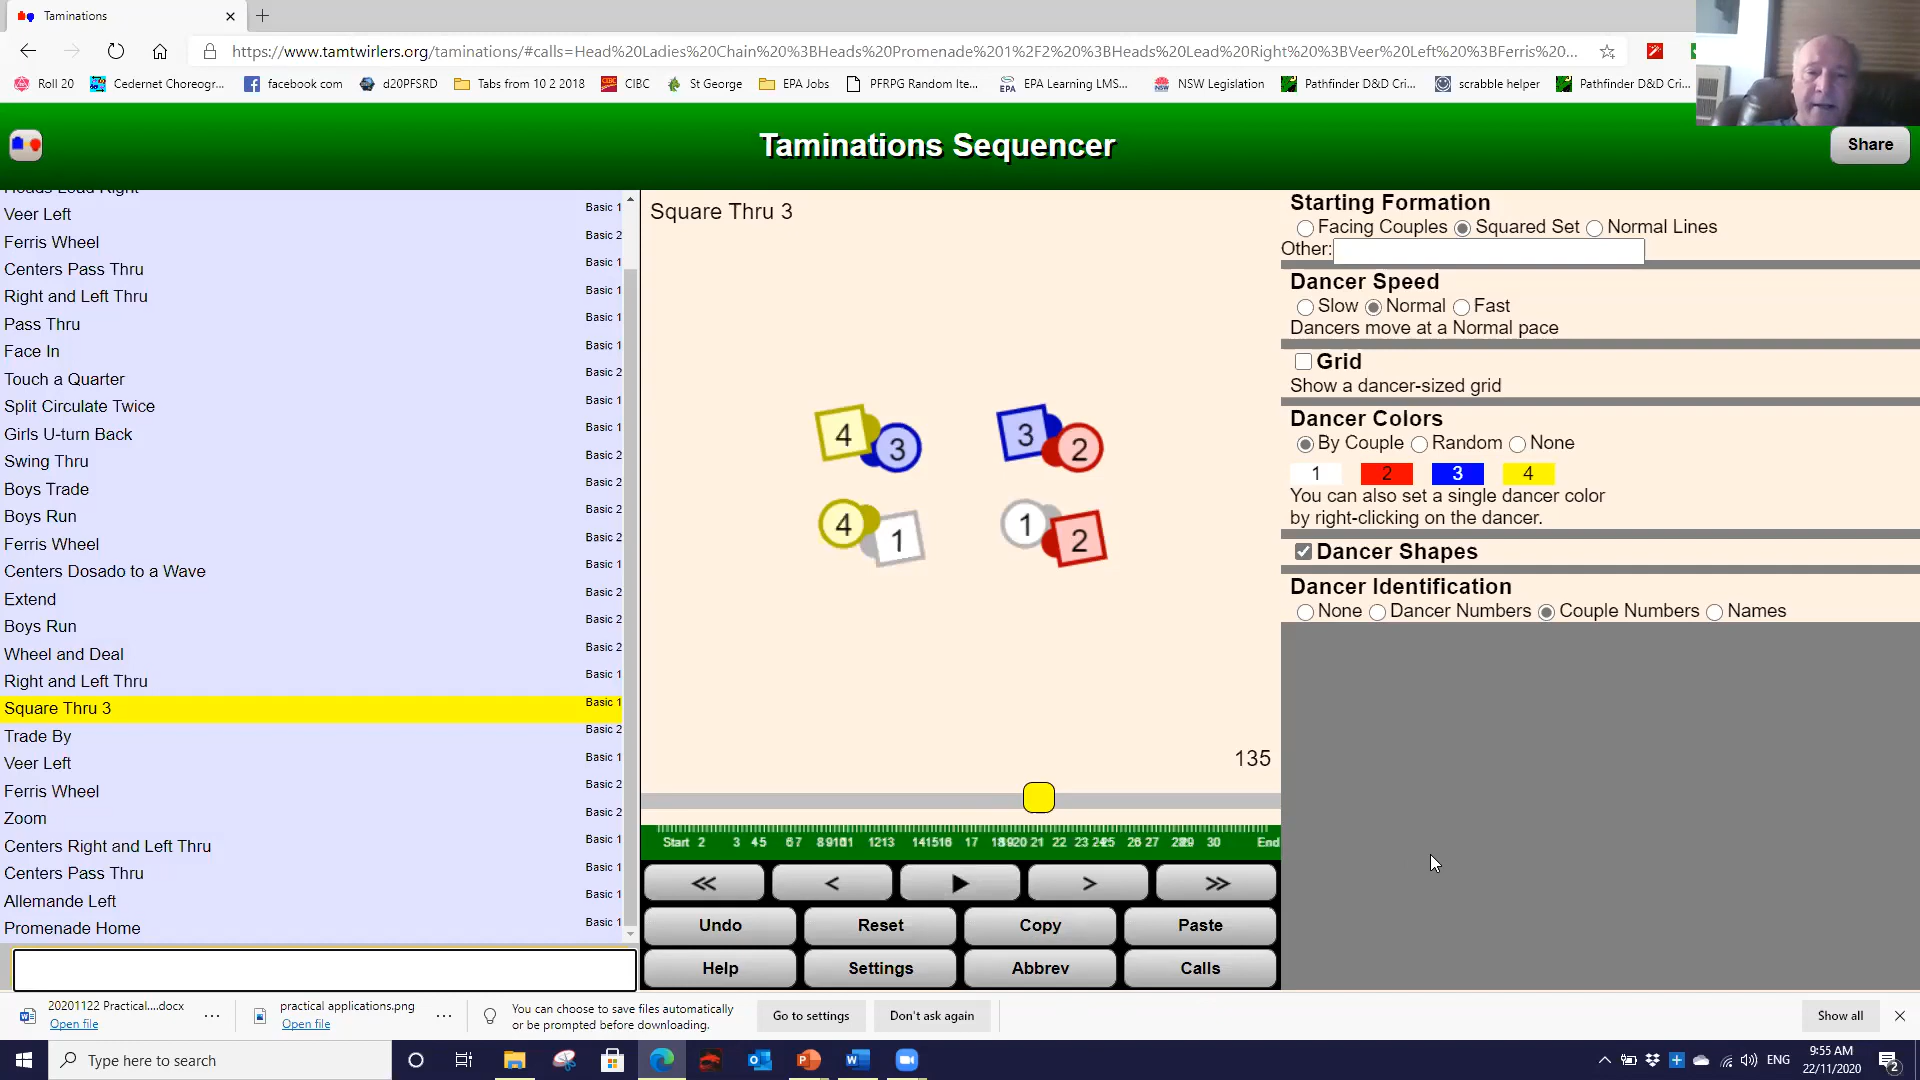 Taminations
https://www.tamtwirlers.org/taminations/#calls=Head%20Ladies%20Chain%20%3BHeads%20Promenade%201%2F2%20%3BHeads%20Lead%20Right%20%3BVeer%20Left%20%3BFerris%20...
Roll 20
Cedernet Choreogr...
facebook com
d20PFSRD
Tabs from 10 2 2018
CIBC
St George
EPA Jobs
PFRPG Random Ite...
EPA Learning LMS...
NSW Legislation
Pathfinder D&D Cri...
scrabble helper
Pathfinder D&D Cri...
Taminations Sequencer
Share
Heads Lead Right
Veer Left Basic 1
Ferris Wheel Basic 2
Centers Pass Thru Basic 1
Right and Left Thru Basic 1
Pass Thru Basic 1
Face In Basic 1
Touch a Quarter Basic 2
Split Circulate Twice Basic 1
Girls U-turn Back Basic 1
Swing Thru Basic 2
Boys Trade Basic 2
Boys Run Basic 2
Ferris Wheel Basic 2
Centers Dosado to a Wave Basic 1
Extend Basic 2
Boys Run Basic 2
Wheel and Deal Basic 2
Right and Left Thru Basic 1
Square Thru 3 Basic 1
Trade By Basic 2
Veer Left Basic 1
Ferris Wheel Basic 2
Zoom Basic 2
Centers Right and Left Thru Basic 1
Centers Pass Thru Basic 1
Allemande Left Basic 1
Promenade Home Basic 1
Square Thru 3
4 3 3 2
4 1 1 2
135
Start 2 3 4 5 6 7 8 9 10 11 12 13 14 15 16 17 18 19 20 21 22 23 24 25 26 27 28 29 30 End
<< < > >>
Undo Reset Copy Paste
Help Settings Abbrev Calls
Starting Formation
Facing Couples Squared Set Normal Lines
Other:
Dancer Speed
Slow Normal Fast
Dancers move at a Normal pace
Grid
Show a dancer-sized grid
Dancer Colors
By Couple Random None
1 2 3 4
You can also set a single dancer color
by right-clicking on the dancer.
Dancer Shapes
Dancer Identification
None Dancer Numbers Couple Numbers Names
20201122 Practical....docx
Open file
practical applications.png
Open file
You can choose to save files automatically
or be prompted before downloading.
Go to settings
Don't ask again
Show all
Type here to search
ENG
9:55 AM
22/11/2020
2